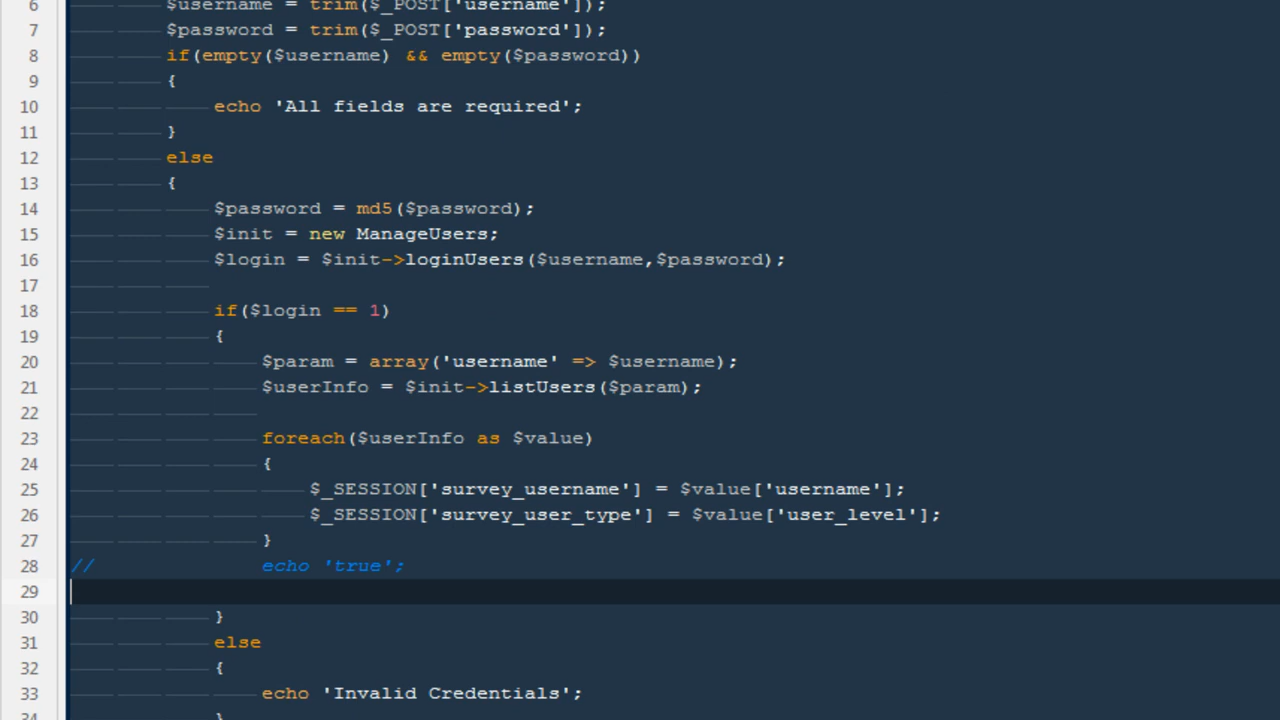 6 $username = trim($_POST['username']);
7 $password = trim($_POST['password']);
8 if(empty($username) && empty($password))
9 {
10 echo 'All fields are required';
11 }
12 else
13 {
14 $password = md5($password);
15 $init = new ManageUsers;
16 $login = $init->loginUsers($username,$password);
17
18 if($login == 1)
19 {
20 $param = array('username' => $username);
21 $userInfo = $init->listUsers($param);
22
23 foreach($userInfo as $value)
24 {
25 $_SESSION['survey_username'] = $value['username'];
26 $_SESSION['survey_user_type'] = $value['user_level'];
27 }
28 // echo 'true';
29
30 }
31 else
32 {
33 echo 'Invalid Credentials';
34 }